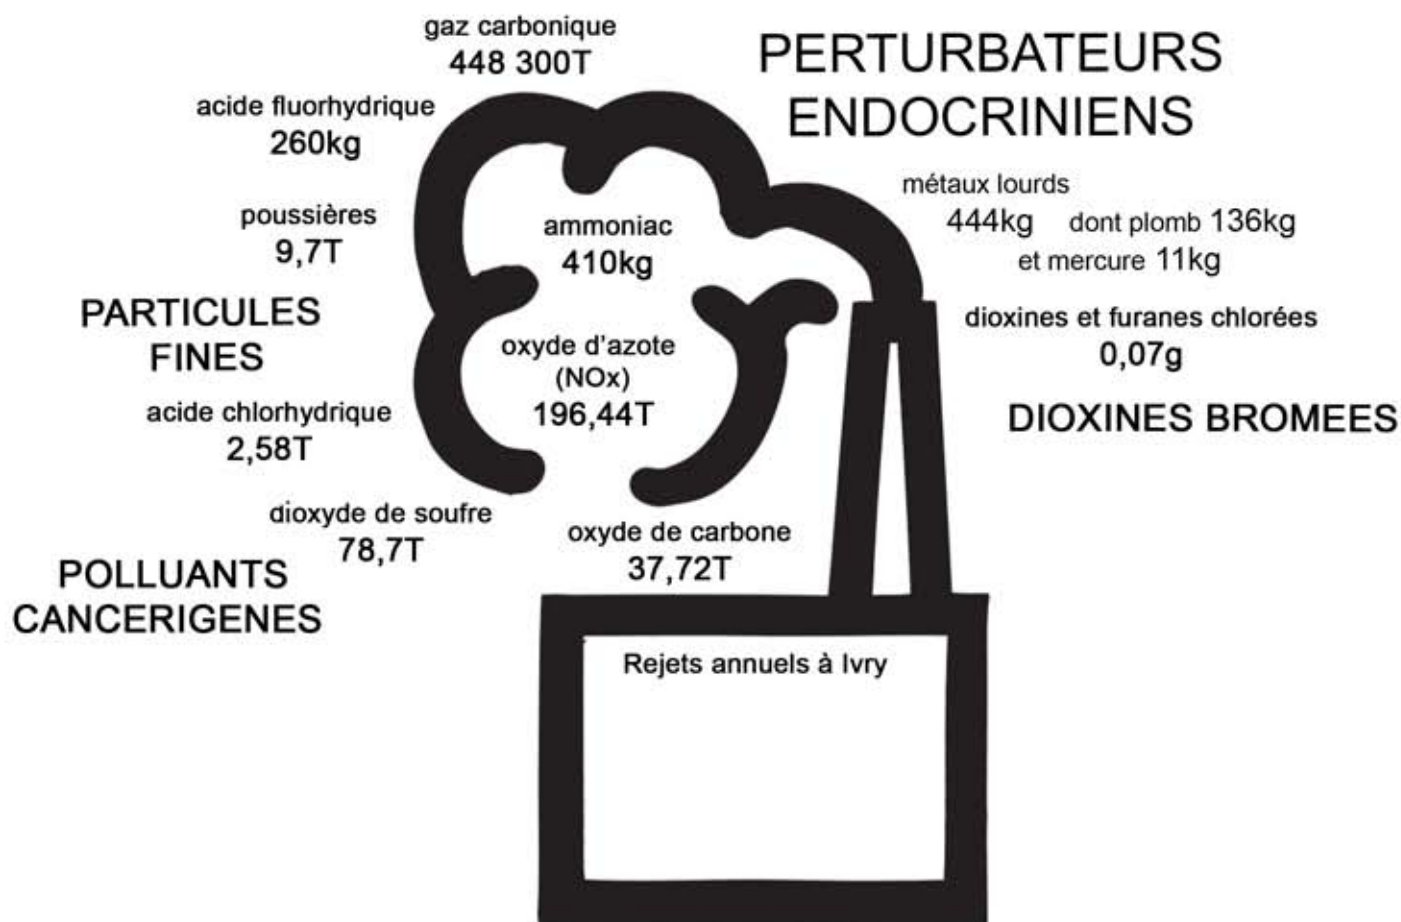 gaz carbonique
448 300T
PERTURBATEURS
ENDOCRINIENS
acide fluorhydrique
260kg
métaux lourds
444kg dont plomb 136kg
et mercure 11kg
poussières
9,7T
ammoniac
410kg
PARTICULES
FINES
dioxines et furanes chlorées
0,07g
oxyde d'azote
(NOx)
196,44T
acide chlorhydrique
2,58T
DIOXINES BROMEES
dioxyde de soufre
78,7T
oxyde de carbone
37,72T
POLLUANTS
CANCERIGENES
Rejets annuels à Ivry